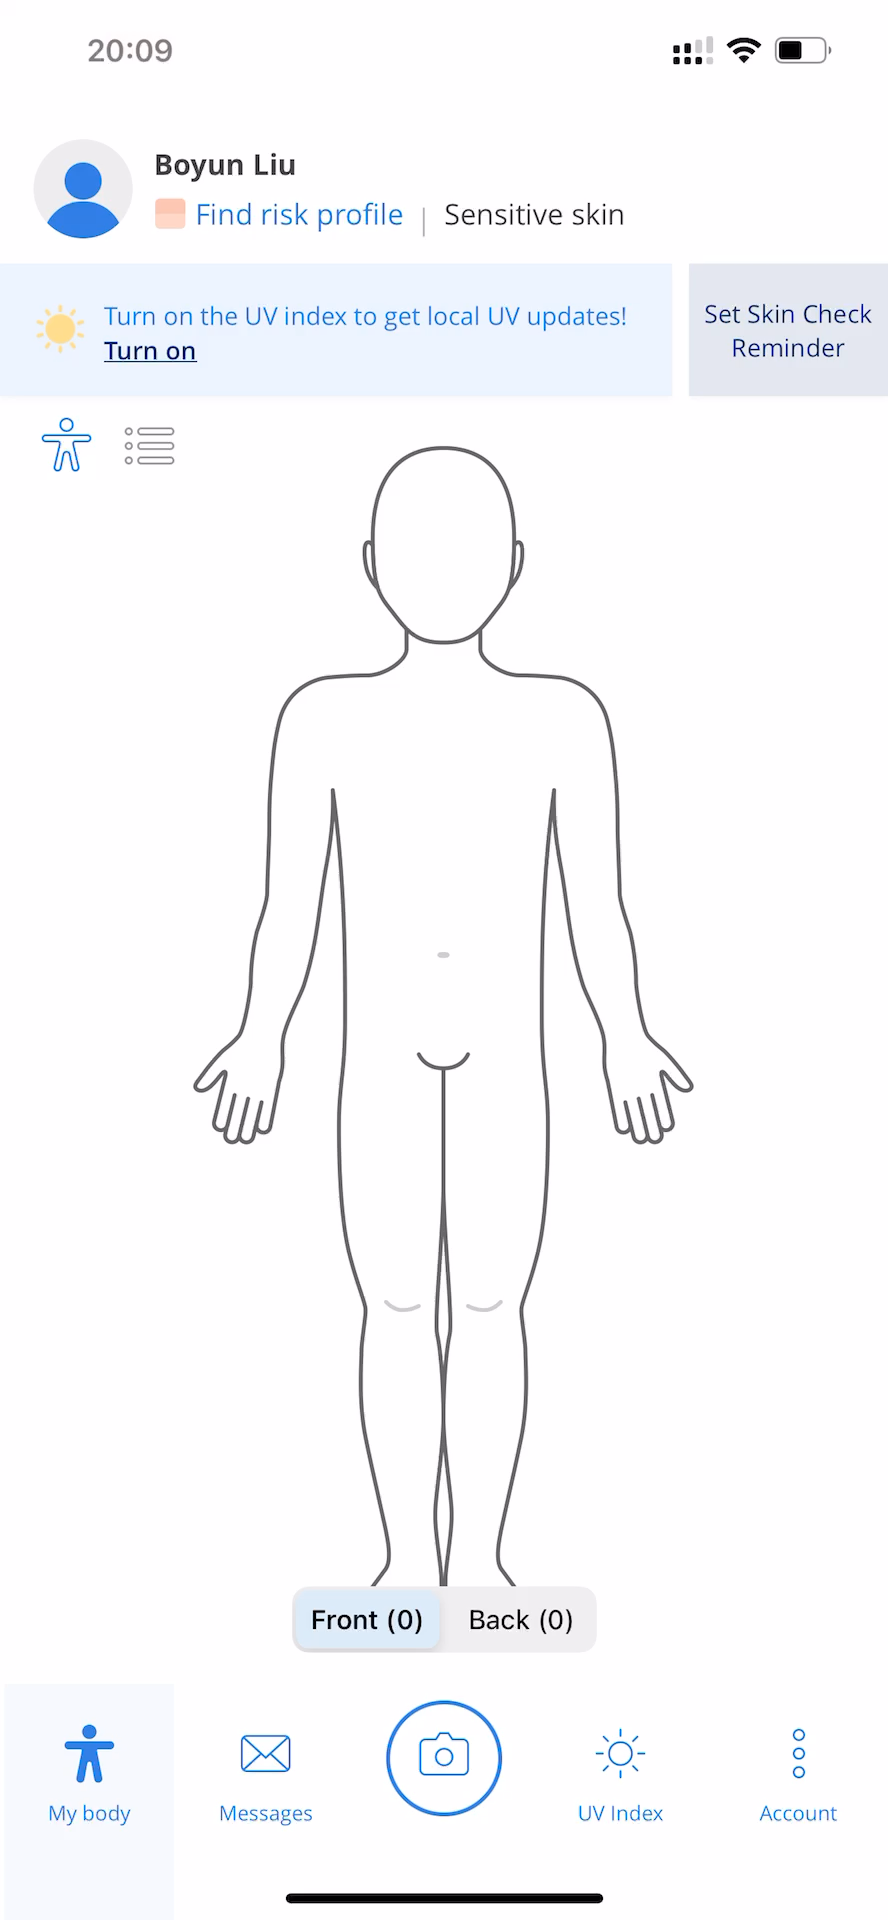 20:09
Boyun Liu
Find risk profile | Sensitive skin
Turn on the UV index to get local UV updates!
Turn on
Set Skin Check
Reminder
Front (0)
Back (0)
My body
Messages
UV Index
Account